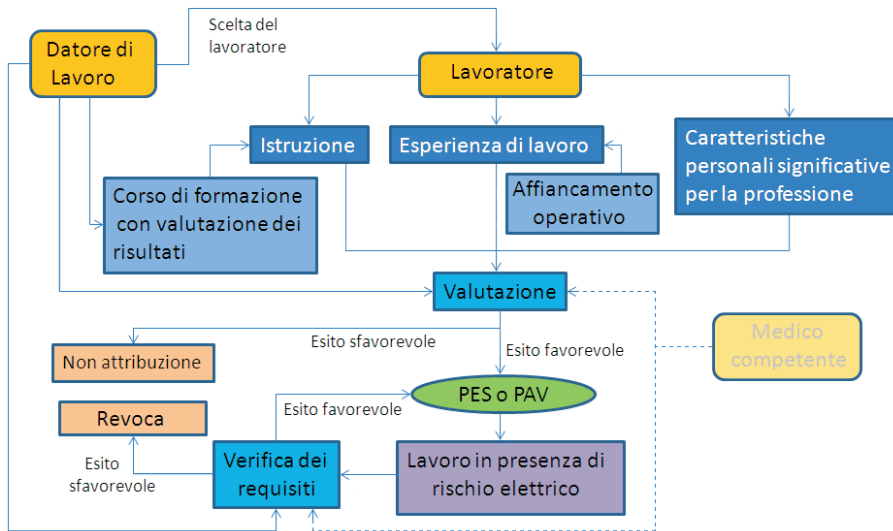 Scelta del
lavoratore
Datore di
Lavoro
Lavoratore
Istruzione
Esperienza di lavoro
Caratteristiche
personali significative
per la professione
Corso di formazione
con valutazione dei
risultati
Affiancamento
operativo
Valutazione
Medico
competente
Esito sfavorevole
Esito favorevole
Non attribuzione
PES o PAV
Esito favorevole
Revoca
Esito
sfavorevole
Verifica dei
requisiti
Lavoro in presenza di
rischio elettrico